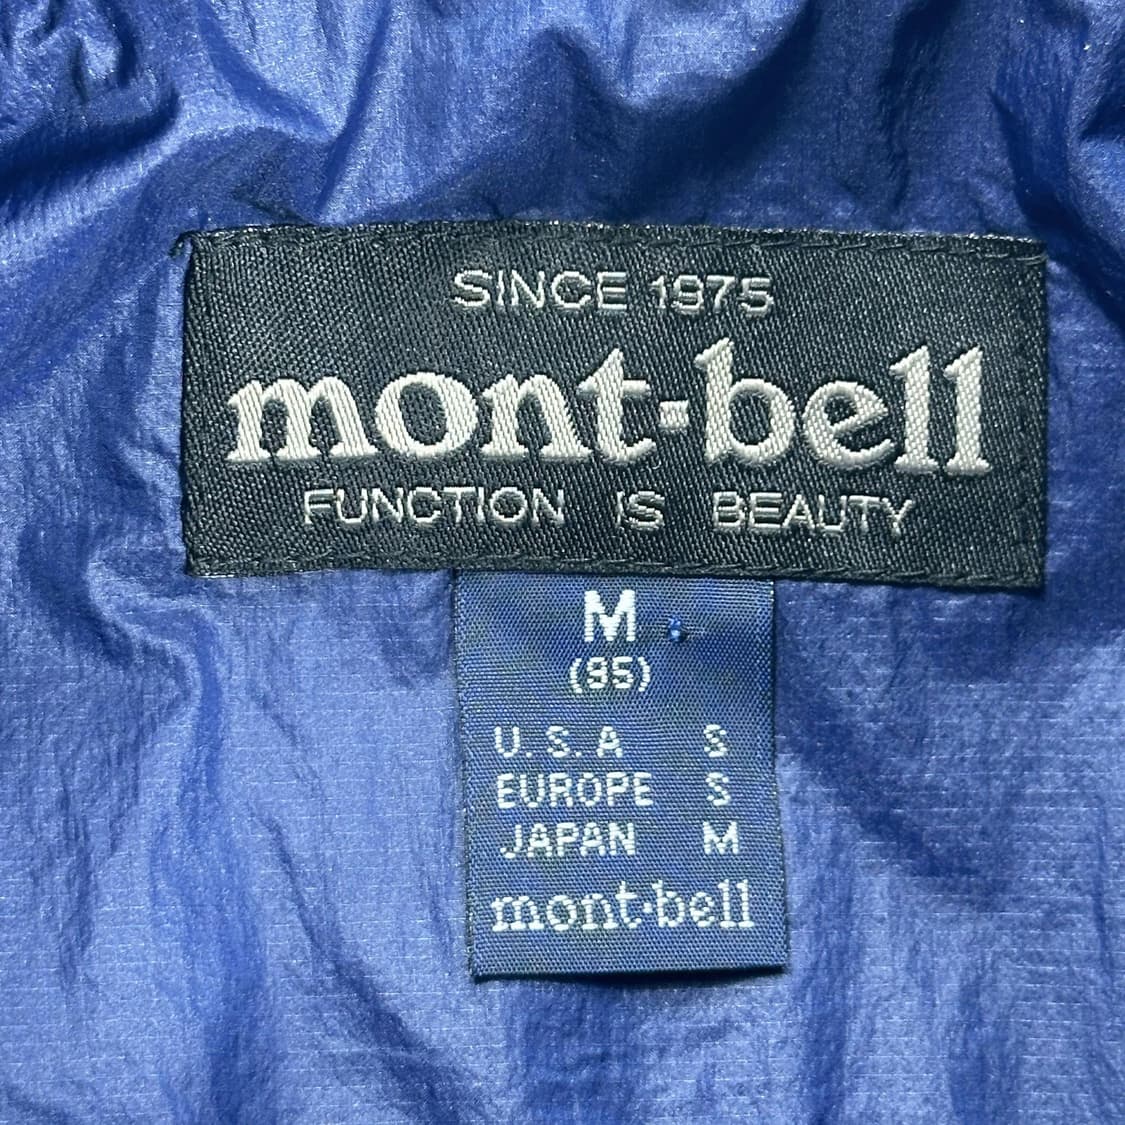 SINCE 1975
mont-bell
FUNCTION IS BEAUTY
M
(95)
U.S.A S
EUROPE S
JAPAN M
mont-bell